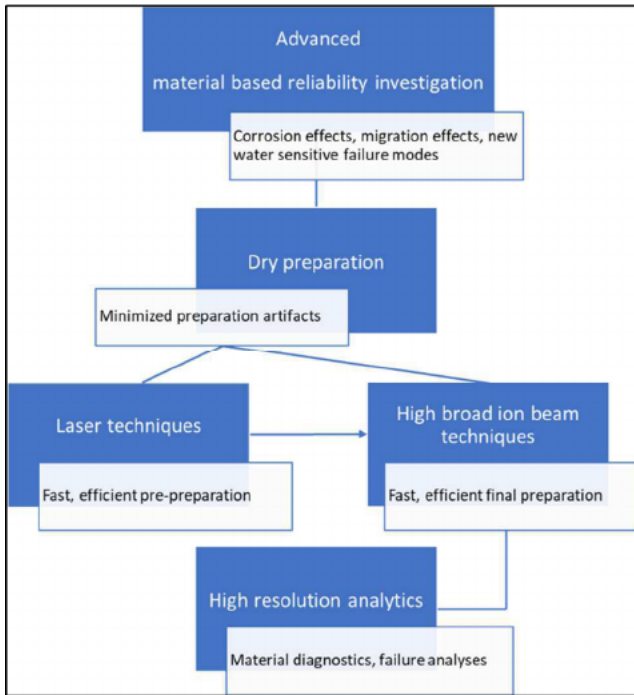 Advanced
material based reliability investigation
Corrosion effects, migration effects, new
water sensitive failure modes
Dry preparation
Minimized preparation artifacts
Laser techniques
Fast, efficient pre-preparation
High broad ion beam
techniques
Fast, efficient final preparation
High resolution analytics
Material diagnostics, failure analyses